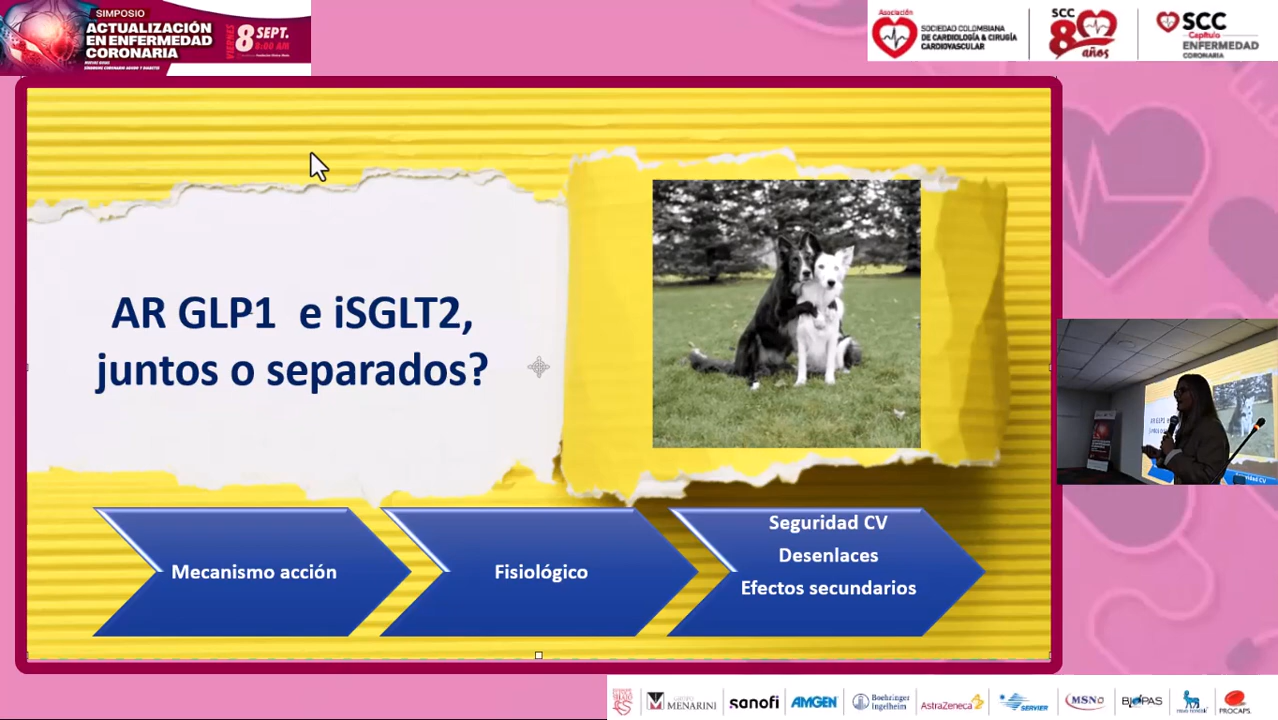 SIMPOSIO
ACTUALIZACIÓN
EN ENFERMEDAD
CORONARIA
VIERNES
8 SEPT.
8:00 AM
Asociación
SOCIEDAD COLOMBIANA
DE CARDIOLOGÍA & CIRUGÍA
CARDIOVASCULAR
SCC
80
años
SCC
Capítulo
ENFERMEDAD
CORONARIA
AR GLP1 e iSGLT2,
juntos o separados?
Mecanismo acción
Fisiológico
Seguridad CV
Desenlaces
Efectos secundarios
MENARINI
sanofi
AMGEN
Boehringer
Ingelheim
AstraZeneca
SERVIER
MSN
BIOPAS
PROCAPS